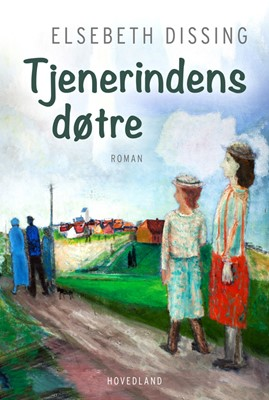 ELSEBETH DISSING
Tjenerindens
døtre
ROMAN
HOVEDLAND